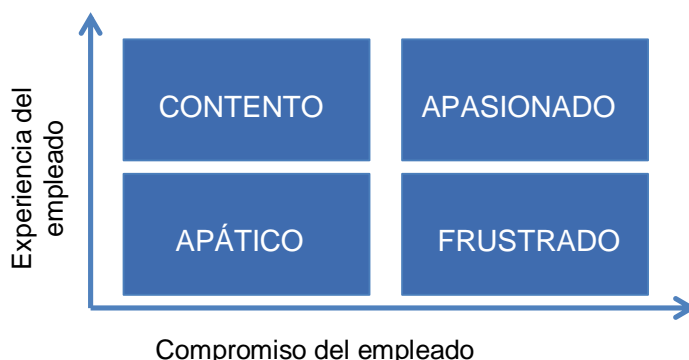 Experiencia del
empleado
CONTENTO
APASIONADO
APÁTICO
FRUSTRADO
Compromiso del empleado